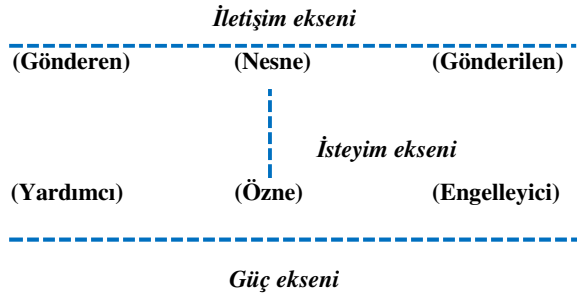 İletişim ekseni
(Gönderen) (Nesne) (Gönderilen)
İsteyim ekseni
(Yardımcı) (Özne) (Engelleyici)
Güç ekseni